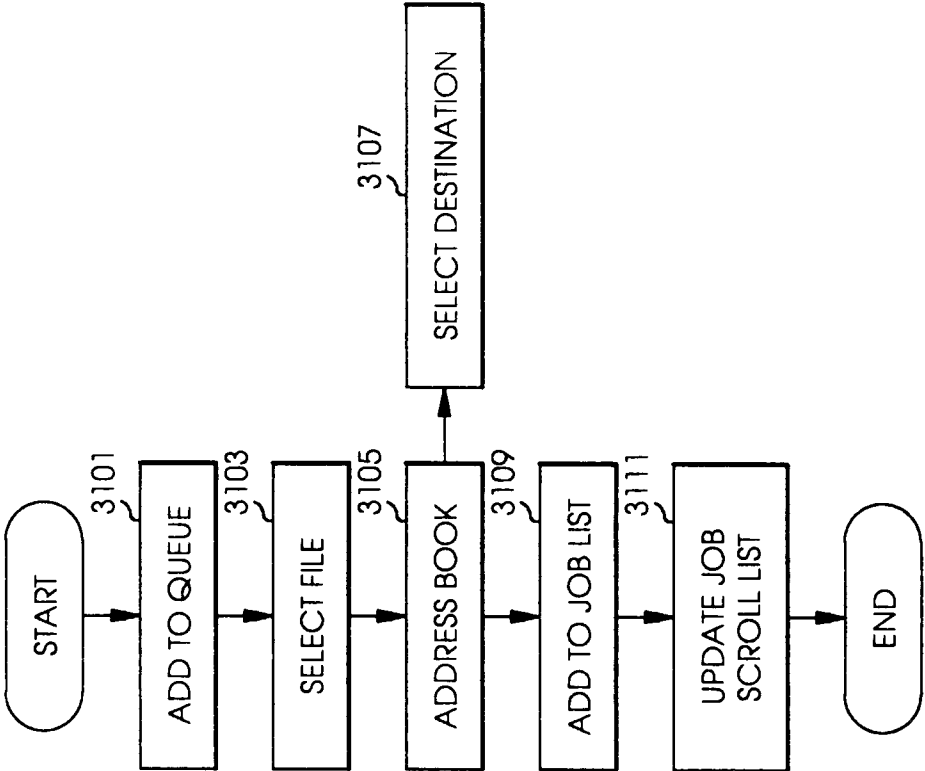 START
3101
ADD TO QUEUE
3103
SELECT FILE
3105
ADDRESS BOOK
3107
SELECT DESTINATION
3109
ADD TO JOB LIST
3111
UPDATE JOB
SCROLL LIST
END